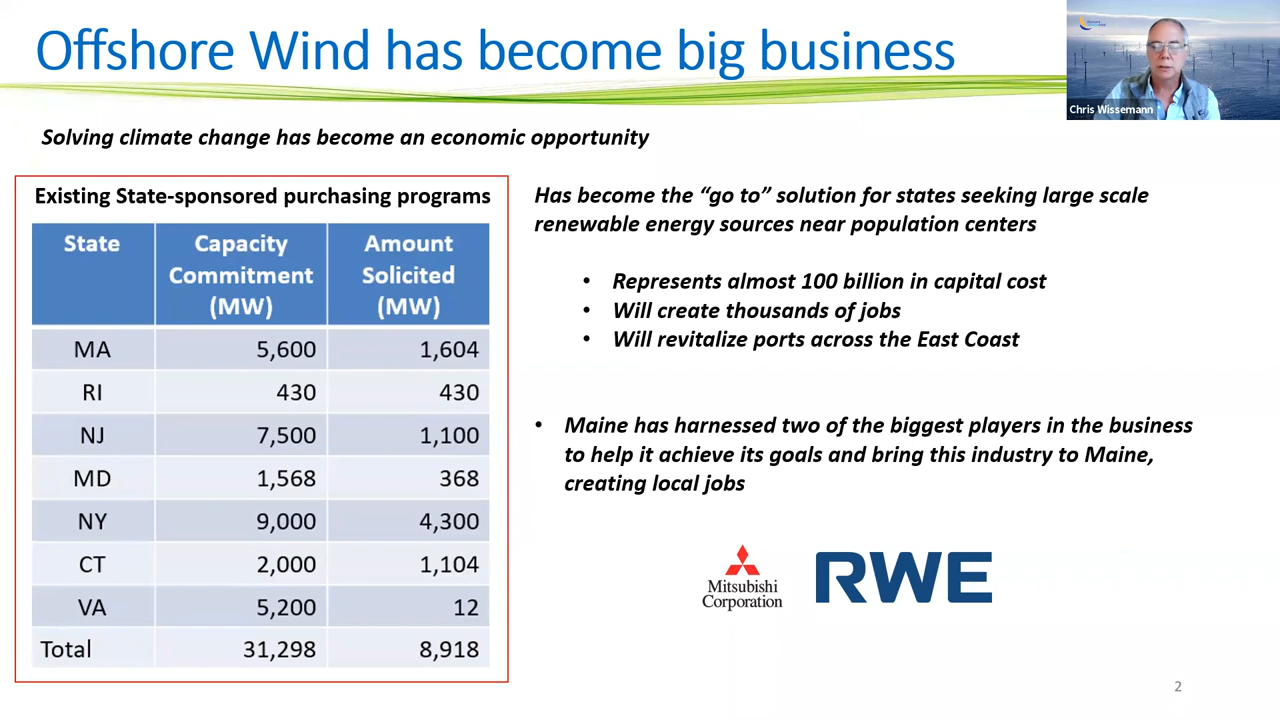 Offshore Wind has become big business
Chris Wissemann
Solving climate change has become an economic opportunity
Existing State-sponsored purchasing programs
State Capacity Commitment (MW) Amount Solicited (MW)
MA 5,600 1,604
RI 430 430
NJ 7,500 1,100
MD 1,568 368
NY 9,000 4,300
CT 2,000 1,104
VA 5,200 12
Total 31,298 8,918
Has become the “go to” solution for states seeking large scale
renewable energy sources near population centers
• Represents almost 100 billion in capital cost
• Will create thousands of jobs
• Will revitalize ports across the East Coast
• Maine has harnessed two of the biggest players in the business
to help it achieve its goals and bring this industry to Maine,
creating local jobs
Mitsubishi
Corporation
RWE
2